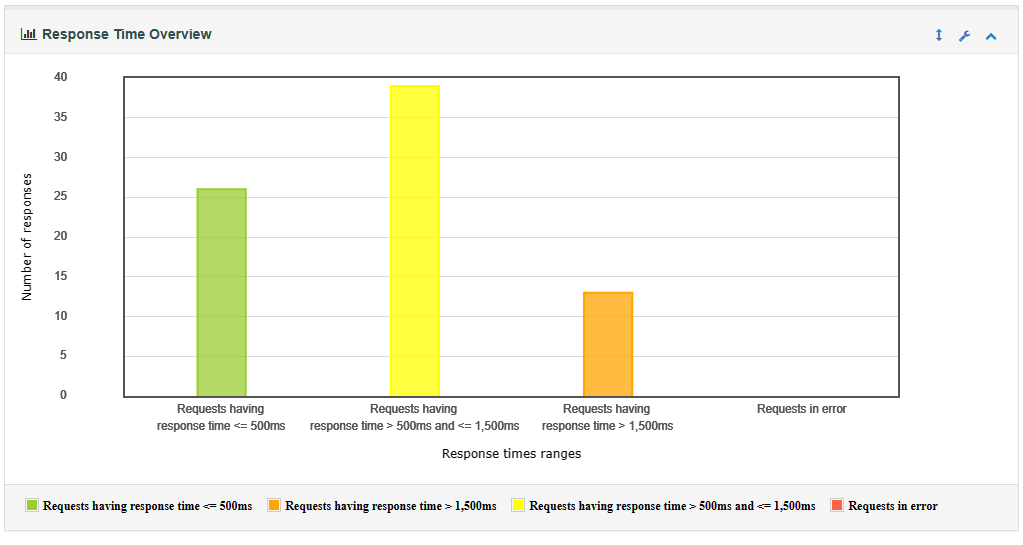 Response Time Overview
40
35
30
25
20
15
10
5
0
Number of responses
Requests having
response time <= 500ms
Requests having
response time > 500ms and <= 1,500ms
Requests having
response time > 1,500ms
Requests in error
Response times ranges
Requests having response time <= 500ms
Requests having response time > 1,500ms
Requests having response time > 500ms and <= 1,500ms
Requests in error